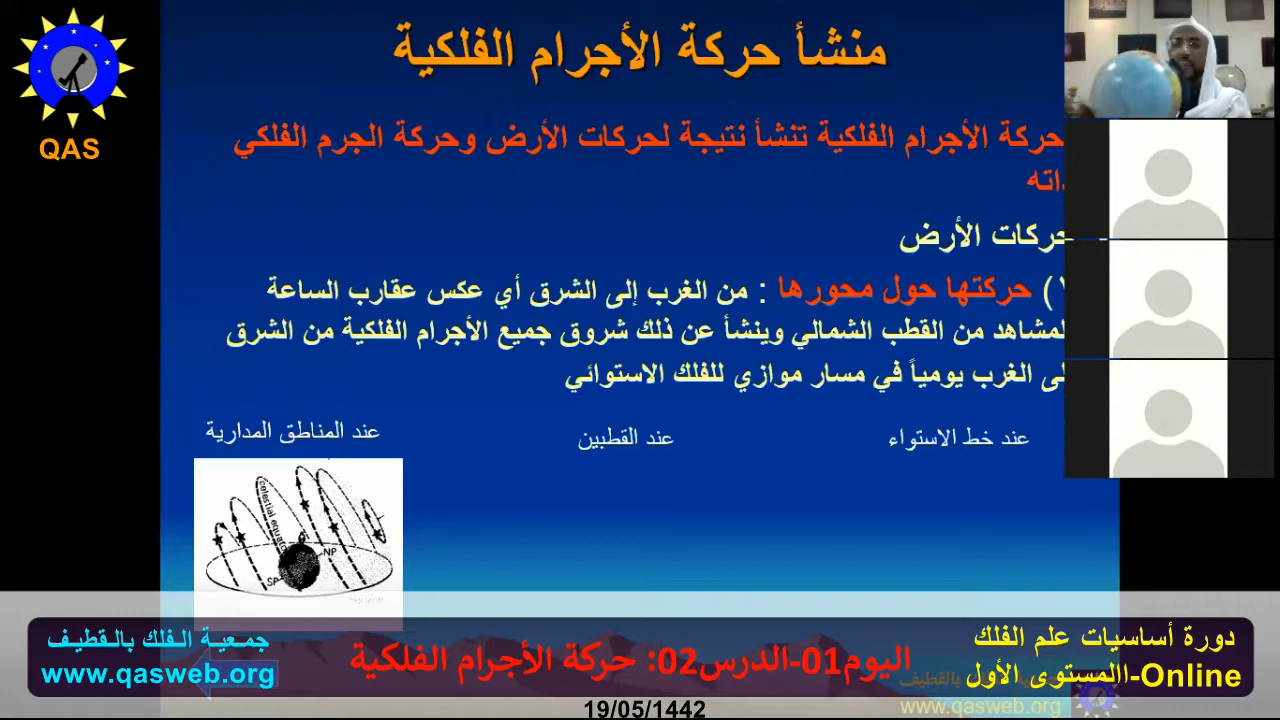 منشأ حركة الأجرام الفلكية
QAS
حركة الأجرام الفلكية تنشأ نتيجة لحركات الأرض وحركة الجرم الفلكي
ذاته
حركات الأرض
) حركتها حول محورها : من الغرب إلى الشرق أي عكس عقارب الساعة
لمشاهد من القطب الشمالي وينشأ عن ذلك شروق جميع الأجرام الفلكية من الشرق
لى الغرب يومياً في مسار موازي للفلك الاستوائي
عند خط الاستواء
عند القطبين
عند المناطق المدارية
celestial equator
NP
SP
دورة أساسيات علم الفلك
Online-االمستوى الأول
اليوم01-الدرس02: حركة الأجرام الفلكية
جمعية الفلك بالقطيف
www.qasweb.org
بالقطيف
www.qasweb.org
19/05/1442